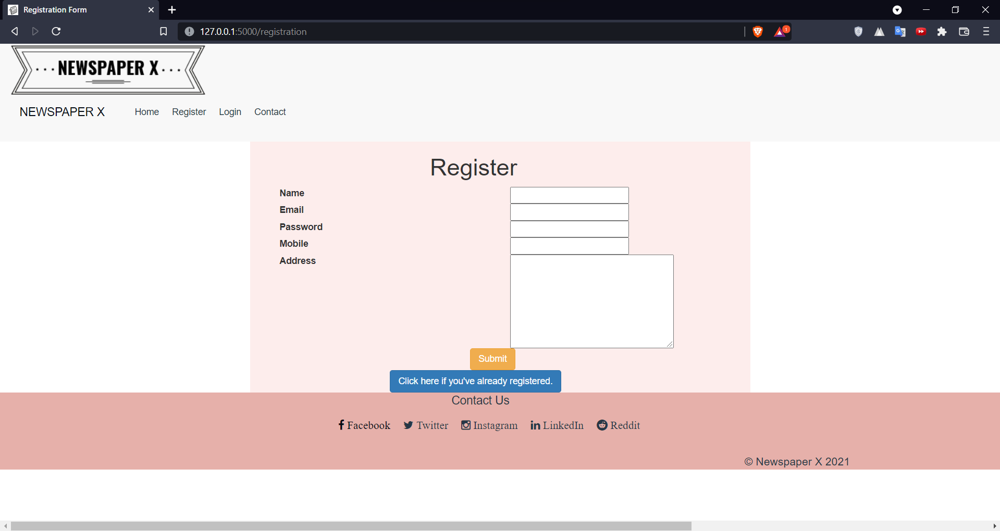 Registration Form
127.0.0.1:5000/registration
1
··· NEWSPAPER X ···
NEWSPAPER X Home Register Login Contact
Register
Name
Email
Password
Mobile
Address
Submit
Click here if you've already registered.
Contact Us
Facebook Twitter Instagram LinkedIn Reddit
© Newspaper X 2021